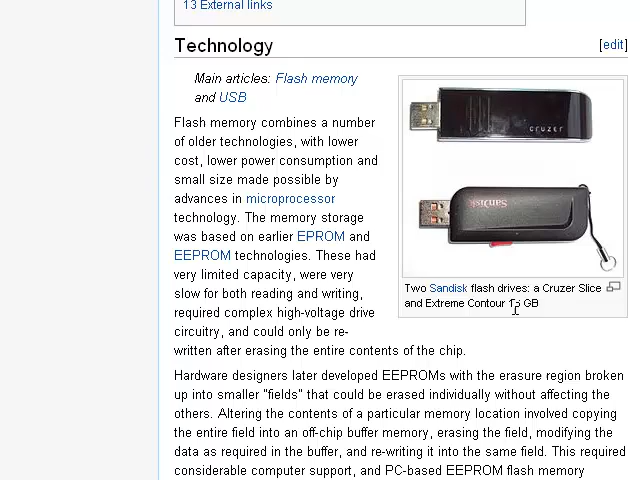 13 External links
Technology
[edit]
Main articles: Flash memory
and USB
Flash memory combines a number
of older technologies, with lower
cost, lower power consumption and
small size made possible by
advances in microprocessor
technology. The memory storage
was based on earlier EPROM and
EEPROM technologies. These had
very limited capacity, were very
slow for both reading and writing,
required complex high-voltage drive
circuitry, and could only be re-
written after erasing the entire contents of the chip.
cruzer
SanDisk
Two Sandisk flash drives: a Cruzer Slice
and Extreme Contour GB
Hardware designers later developed EEPROMs with the erasure region broken
up into smaller "fields" that could be erased individually without affecting the
others. Altering the contents of a particular memory location involved copying
the entire field into an off-chip buffer memory, erasing the field, modifying the
data as required in the buffer, and re-writing it into the same field. This required
considerable computer support, and PC-based EEPROM flash memory